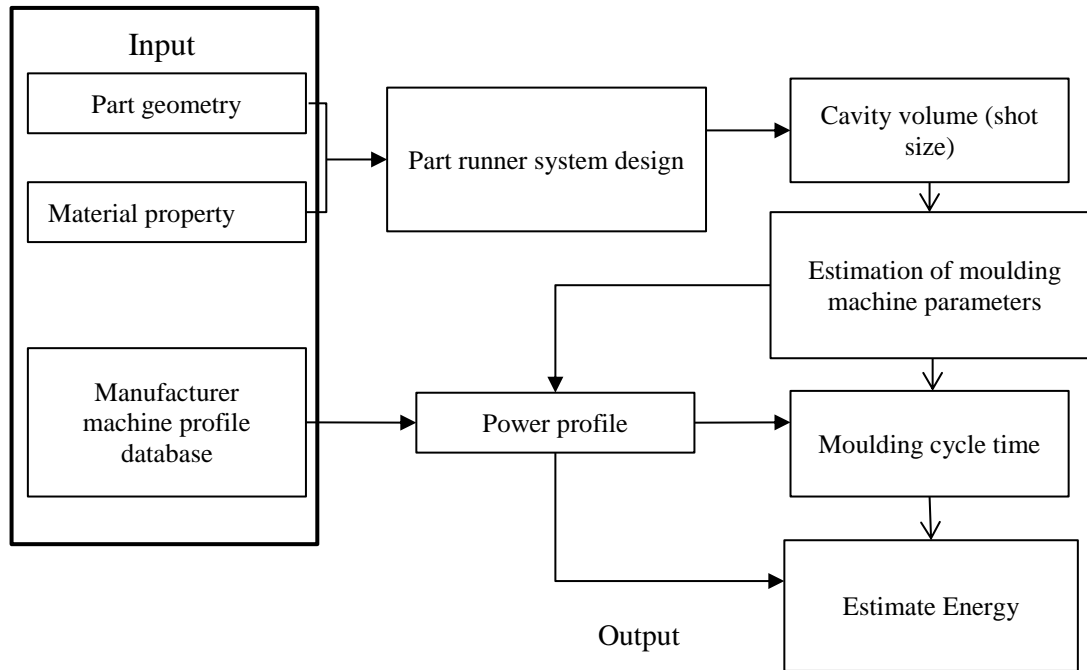 Input
Part geometry
Material property
Manufacturer
machine profile
database
Part runner system design
Cavity volume (shot
size)
Estimation of moulding
machine parameters
Power profile
Moulding cycle time
Estimate Energy
Output